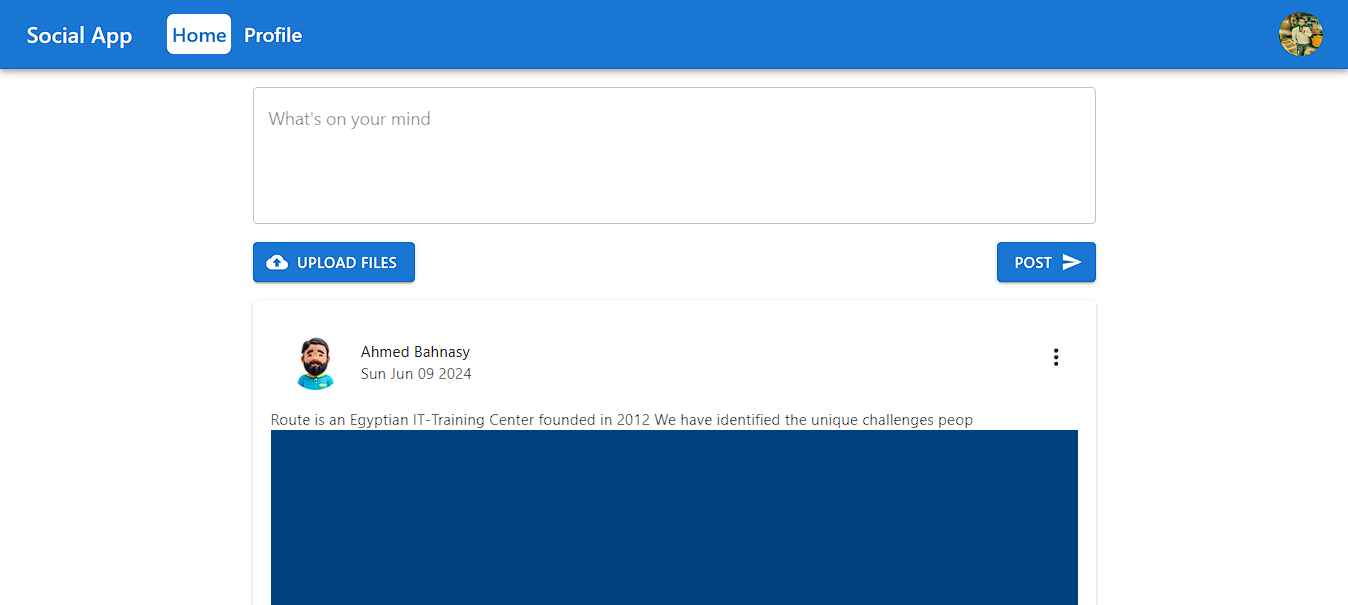 Social App Home Profile
What's on your mind
UPLOAD FILES POST
Ahmed Bahnasy
Sun Jun 09 2024
Route is an Egyptian IT-Training Center founded in 2012 We have identified the unique challenges peop